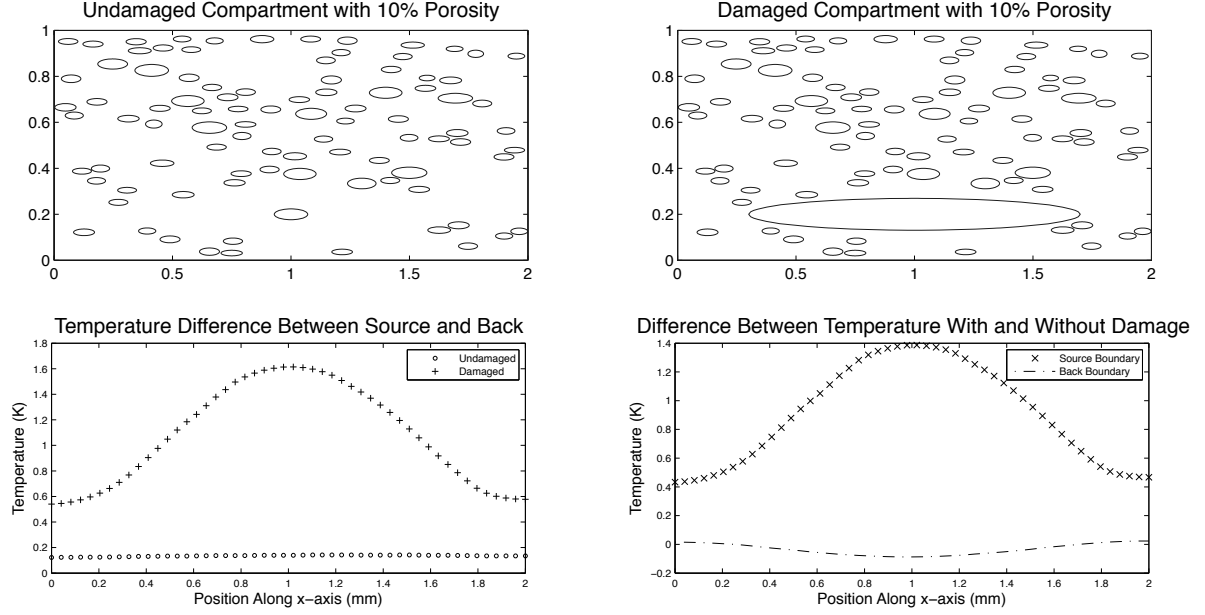 Undamaged Compartment with 10% Porosity
1
0.8
0.6
0.4
0.2
0
0 0.5 1 1.5 2
Damaged Compartment with 10% Porosity
1
0.8
0.6
0.4
0.2
0
0 0.5 1 1.5 2
Temperature Difference Between Source and Back
1.8
1.6
1.4
1.2
1
0.8
0.6
0.4
0.2
0
Temperature (K)
Undamaged
Damaged
0 0.2 0.4 0.6 0.8 1 1.2 1.4 1.6 1.8 2
Position Along x−axis (mm)
Difference Between Temperature With and Without Damage
1.4
1.2
1
0.8
0.6
0.4
0.2
0
−0.2
Temperature (K)
Source Boundary
Back Boundary
0 0.2 0.4 0.6 0.8 1 1.2 1.4 1.6 1.8 2
Position Along x−axis (mm)